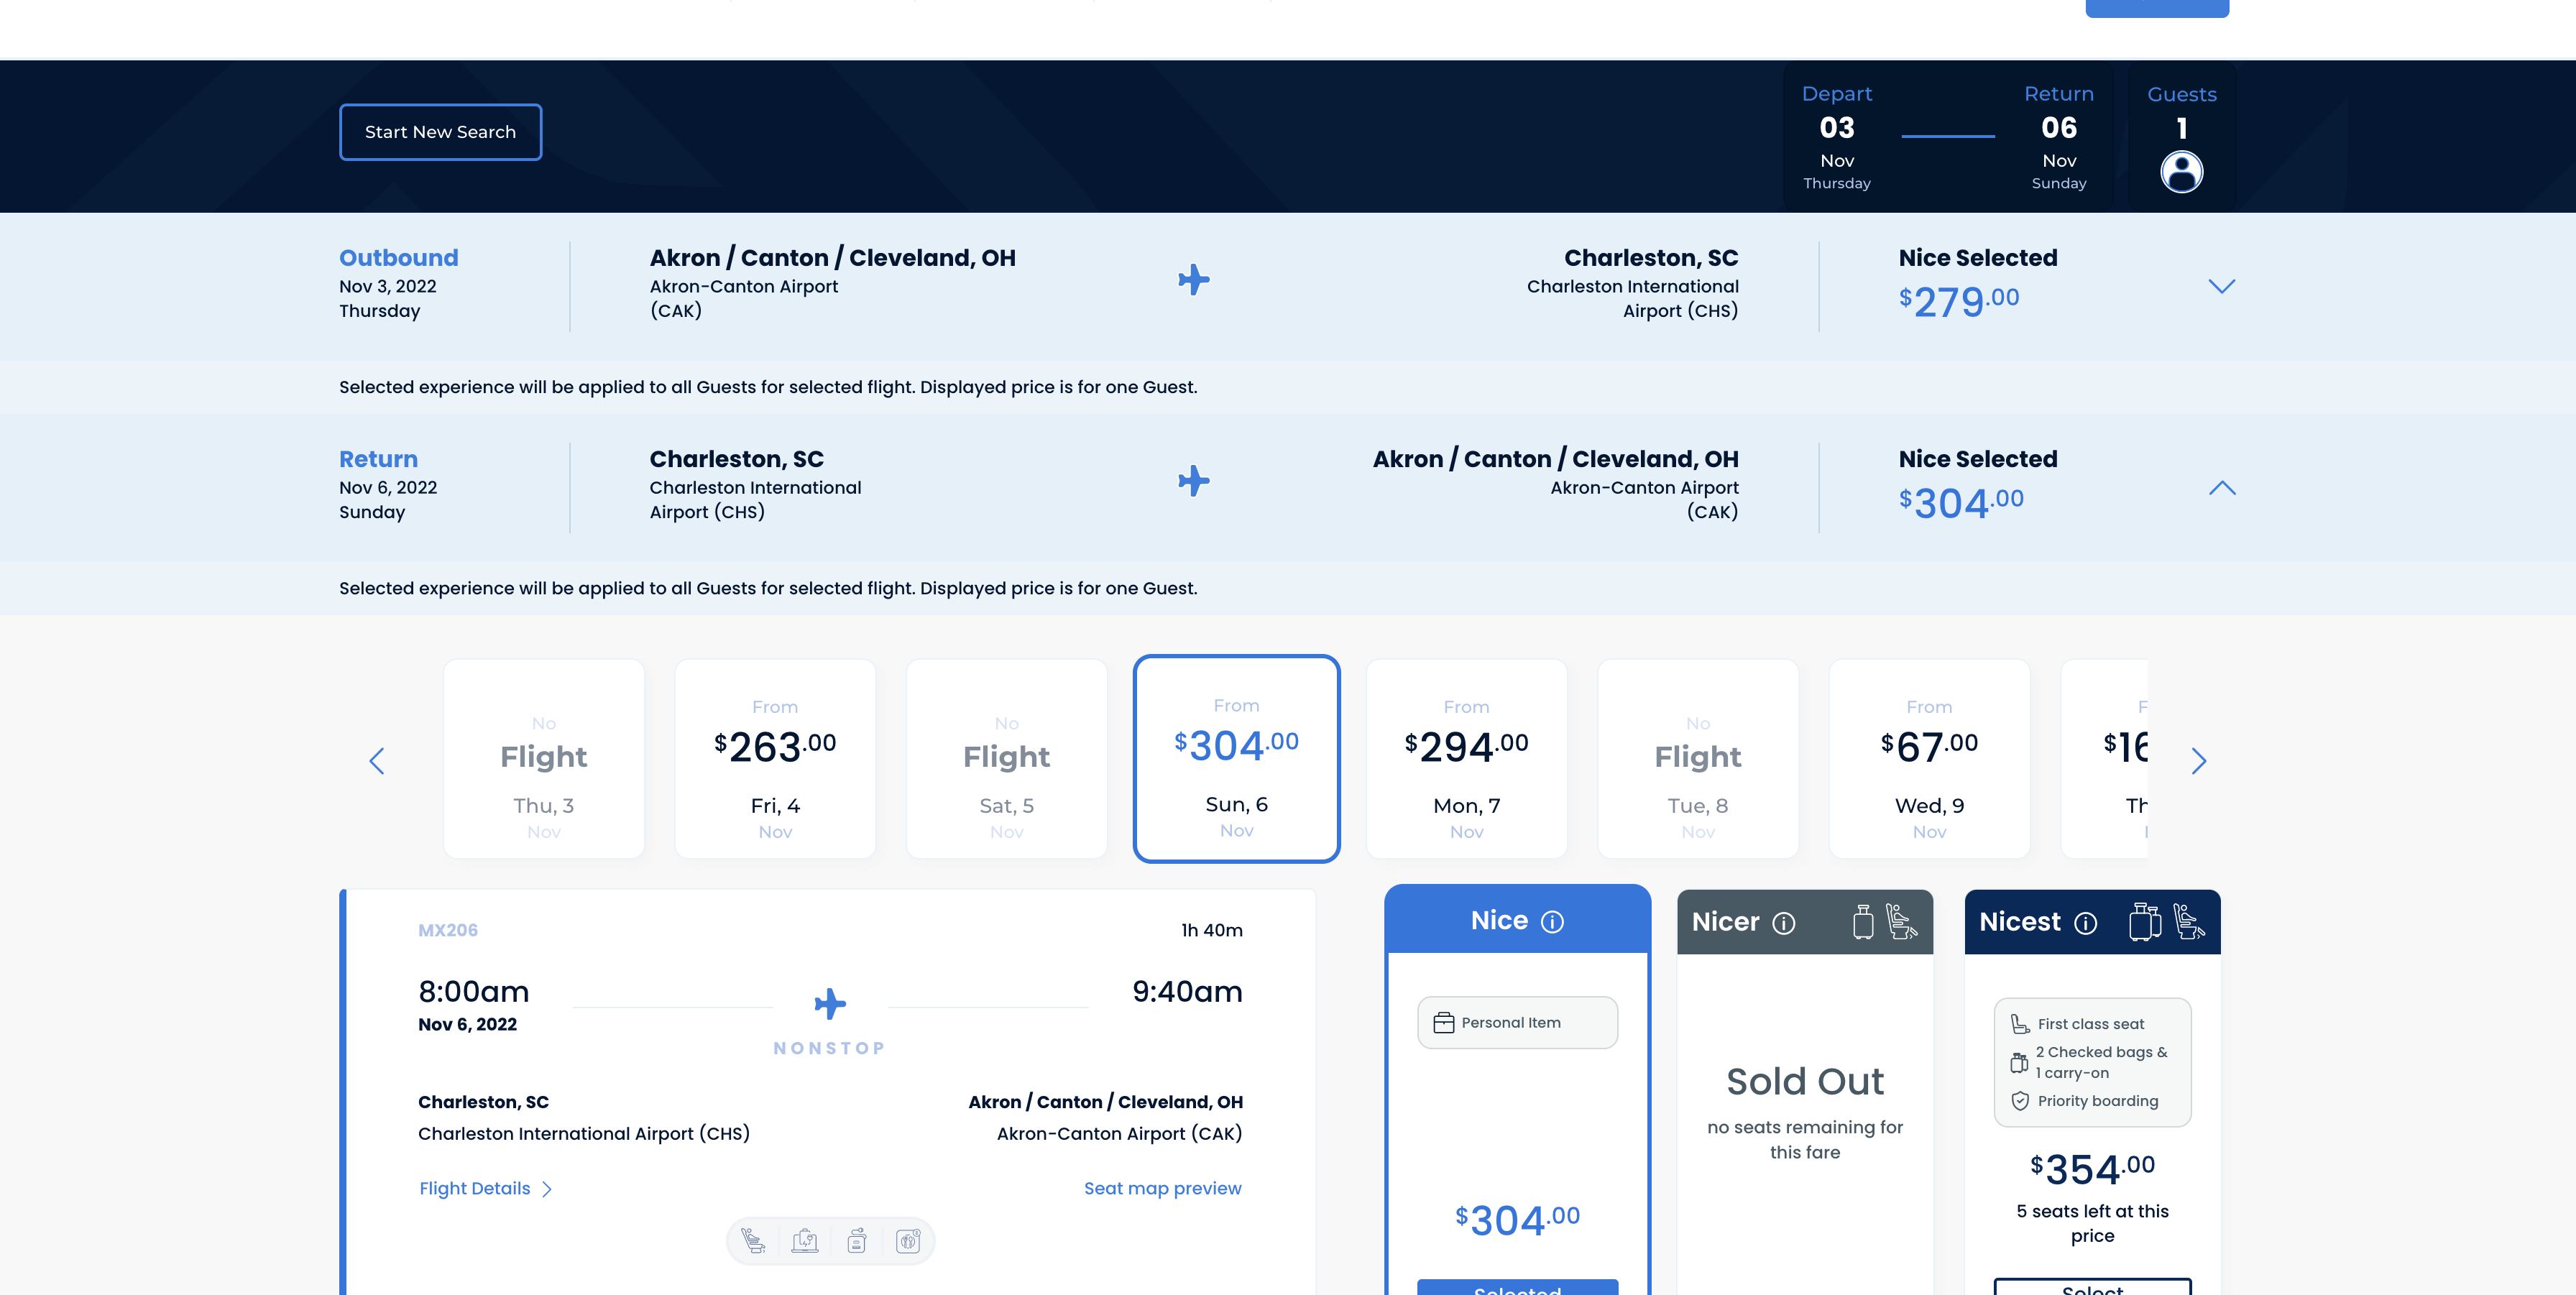 Start New Search
Depart
03
Nov
Thursday
Return
06
Nov
Sunday
Guests
1
Outbound
Nov 3, 2022
Thursday
Akron / Canton / Cleveland, OH
Akron-Canton Airport
(CAK)
Charleston, SC
Charleston International
Airport (CHS)
Nice Selected
$279.00
Selected experience will be applied to all Guests for selected flight. Displayed price is for one Guest.
Return
Nov 6, 2022
Sunday
Charleston, SC
Charleston International
Airport (CHS)
Akron / Canton / Cleveland, OH
Akron-Canton Airport
(CAK)
Nice Selected
$304.00
Selected experience will be applied to all Guests for selected flight. Displayed price is for one Guest.
No
Flight
Thu, 3
Nov
From
$263.00
Fri, 4
Nov
No
Flight
Sat, 5
Nov
From
$304.00
Sun, 6
Nov
From
$294.00
Mon, 7
Nov
No
Flight
Tue, 8
Nov
From
$67.00
Wed, 9
Nov
MX206
1h 40m
8:00am
9:40am
Nov 6, 2022
NONSTOP
Charleston, SC
Akron / Canton / Cleveland, OH
Charleston International Airport (CHS)
Akron-Canton Airport (CAK)
Flight Details
Seat map preview
Nice
Personal Item
$304.00
Selected
Nicer
Sold Out
no seats remaining for
this fare
Nicest
First class seat
2 Checked bags &
1 carry-on
Priority boarding
$354.00
5 seats left at this
price
Select